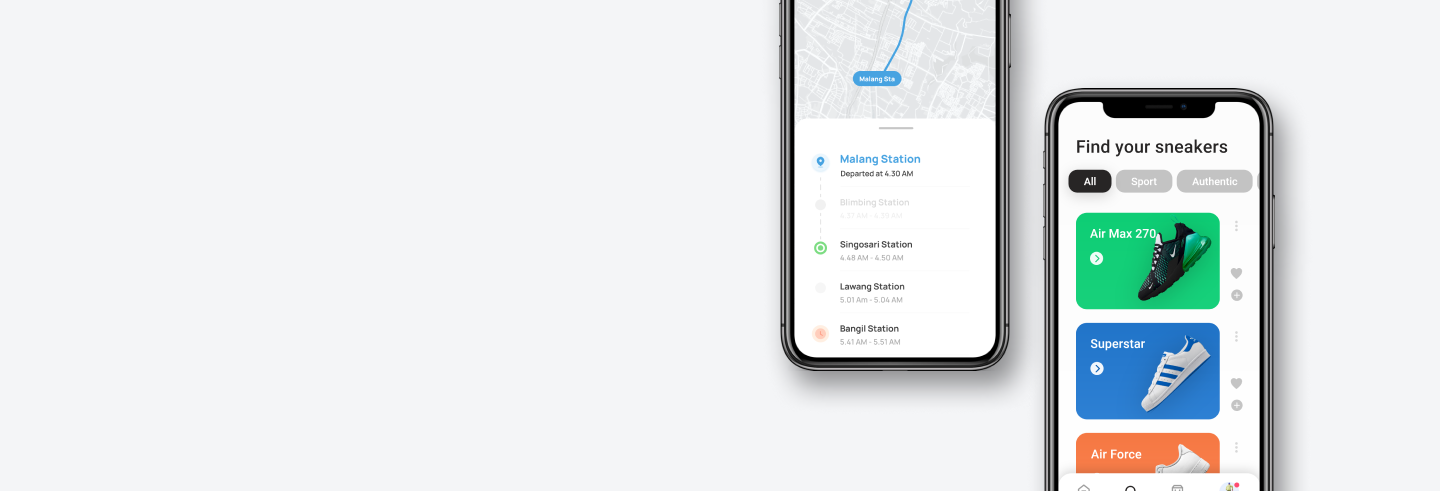 Malang Sta
Malang Station
Departed at 4.30 AM
Blimbing Station
4.37 AM - 4.39 AM
Singosari Station
4.48 AM - 4.50 AM
Lawang Station
5.01 Am - 5.04 AM
Bangil Station
5.41 AM - 5.51 AM
Find your sneakers
All
Sport
Authentic
Air Max 270
Superstar
Air Force